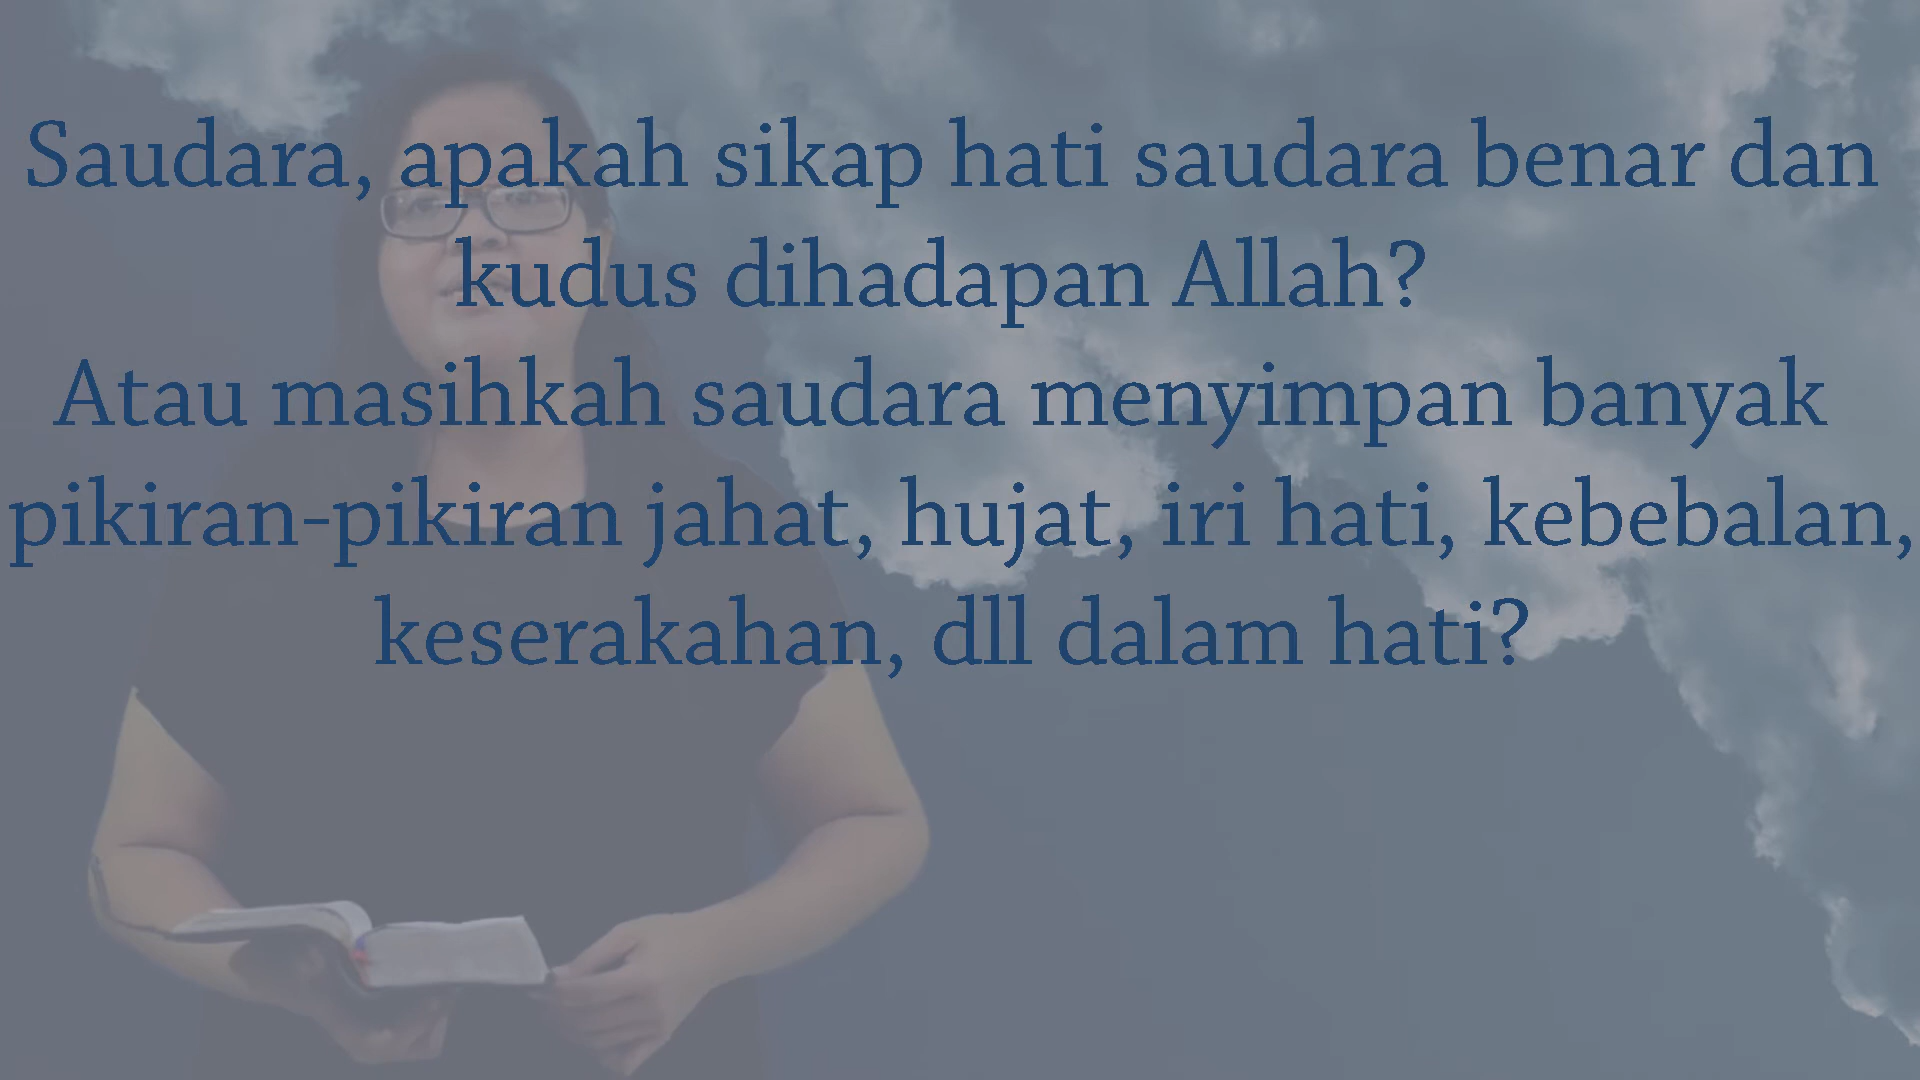 Saudara, apakah sikap hati saudara benar dan
kudus dihadapan Allah?
Atau masihkah saudara menyimpan banyak
pikiran-pikiran jahat, hujat, iri hati, kebebalan,
keserakahan, dll dalam hati?